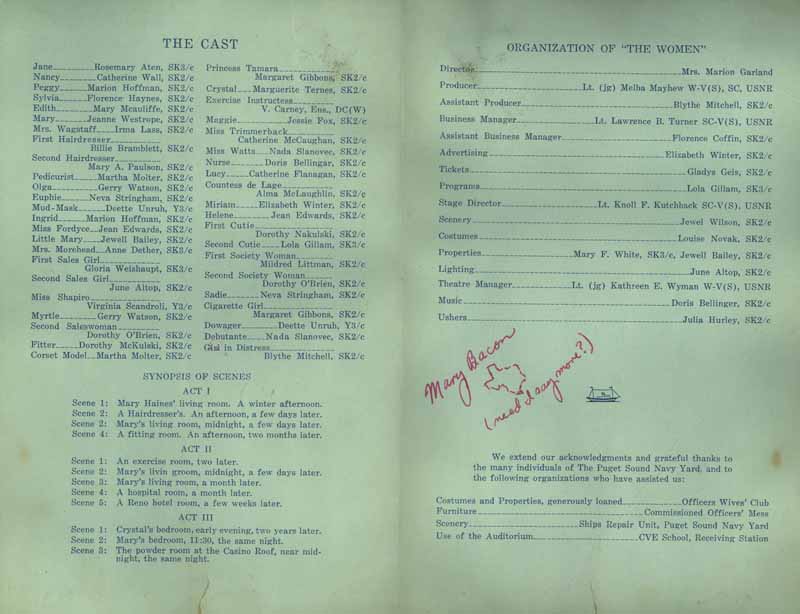 THE CAST
Jane Rosemary Aten, SK3/c
Nancy Catherine Wall, SK2/c
Peggy Marion Hoffman, SK2/c
Sylvia Florence Haynes, SK2/c
Edith Mary Mcauliffe, SK2/c
Mary Jeanne Westrope, SK2/c
Mrs. Wagstaff Irma Lass, SK2/c
First Hairdresser
Billie Bramblett, SK2/c
Second Hairdresser
Mary A. Paulson, SK2/c
Pedicurist Martha Molter, SK2/c
Olga Gerry Watson, SK2/c
Euphie Neva Stringham, SK2/c
Mud-Mask Doette Unruh, Y3/c
Ingrid Marion Hoffman, SK2/c
Miss Fordyce Jean Edwards, SK2/c
Little Mary Jewell Bailey, SK2/c
Mrs. Morehead Anne Dether, SK3/c
First Sales Girl
Gloria Weishaupt, SK3/c
Second Sales Girl
June Altop, SK2/c
Miss Shapiro
Virginia Scandroli, Y3/c
Myrtle Gerry Watson, SK2/c
Second Saleswoman
Dorothy O'Brien, SK2/c
Fitter Dorothy McKulski, SK2/c
Corset Model Martha Molter, SK2/c
Princess Tamara
Margaret Gibbons, SK2/c
Crystal Marguerite Ternes, SK2/c
Exercise Instructess
V. Carney, Ens., DC(W)
Maggie Jessie Fox, SK2/c
Miss Trimmerback
Catherine McCaughan, SK2/c
Miss Watts Nada Slanovec, SK2/c
Nurse Doris Bellingar, SK2/c
Lucy Catherine Flanagan, SK2/c
Countess de Lage
Alma McLaughlin, SK2/c
Miriam Elizabeth Winter, SK2/c
Helene Jean Edwards, SK2/c
First Cutie
Dorothy Nakulski, SK2/c
Second Cutie Lola Gillam, SK3/c
First Society Woman
Mildred Littman, SK2/c
Second Society Woman
Dorothy O'Brien, SK2/c
Sadie Neva Stringham, SK2/c
Cigarette Girl
Margaret Gibbons, SK2/c
Dowager Deette Unruh, Y3/c
Debutante Nada Slanovec, SK2/c
Girl in Distress
Blythe Mitchell, SK2/c
SYNOPSIS OF SCENES
ACT I
Scene 1: Mary Haines' living room. A winter afternoon.
Scene 2: A Hairdresser's. An afternoon, a few days later.
Scene 2: Mary's living room, midnight, a few days later.
Scene 4: A fitting room. An afternoon, two months later.
ACT II
Scene 1: An exercise room, two later.
Scene 2: Mary's livin groom, midnight, a few days later.
Scene 3: Mary's living room, a month later.
Scene 4: A hospital room, a month later.
Scene 5: A Reno hotel room, a few weeks later.
ACT III
Scene 1: Crystal's bedroom, early evening, two years later.
Scene 2: Mary's bedroom, 11:30, the same night.
Scene 3: The powder room at the Casino Roof, near mid-
night, the same night.
ORGANIZATION OF "THE WOMEN"
Director Mrs. Marion Garland
Producer Lt. (jg) Melba Mayhew W-V(S), SC, USNR
Assistant Producer Blythe Mitchell, SK2/c
Business Manager Lt. Lawrence B. Turner SC-V(S), USNR
Assistant Business Manager Florence Coffin, SK2/c
Advertising Elizabeth Winter, SK2/c
Tickets Gladys Geis, SK2/c
Programs Lola Gillam, SK3/c
Stage Director Lt. Knoll F. Kutchback SC-V(S), USNR
Scenery Jewel Wilson, SK2/c
Costumes Louise Novak, SK2/c
Properties Mary F. White, SK3/c, Jewell Bailey, SK2/c
Lighting June Altop, SK2/c
Theatre Manager Lt. (jg) Kathreen E. Wyman W-V(S), USNR
Music Doris Bellinger, SK2/c
Ushers Julia Hurley, SK2/c
Mary Bacon
(need I say more?)
We extend our acknowledgments and grateful thanks to
the many individuals of The Puget Sound Navy Yard, and to
the following organizations who have assisted us:
Costumes and Properties, generously loaned Officers Wives' Club
Furniture Commissioned Officers' Mess
Scenery Ships Repair Unit, Puget Sound Navy Yard
Use of the Auditorium CVE School, Receiving Station